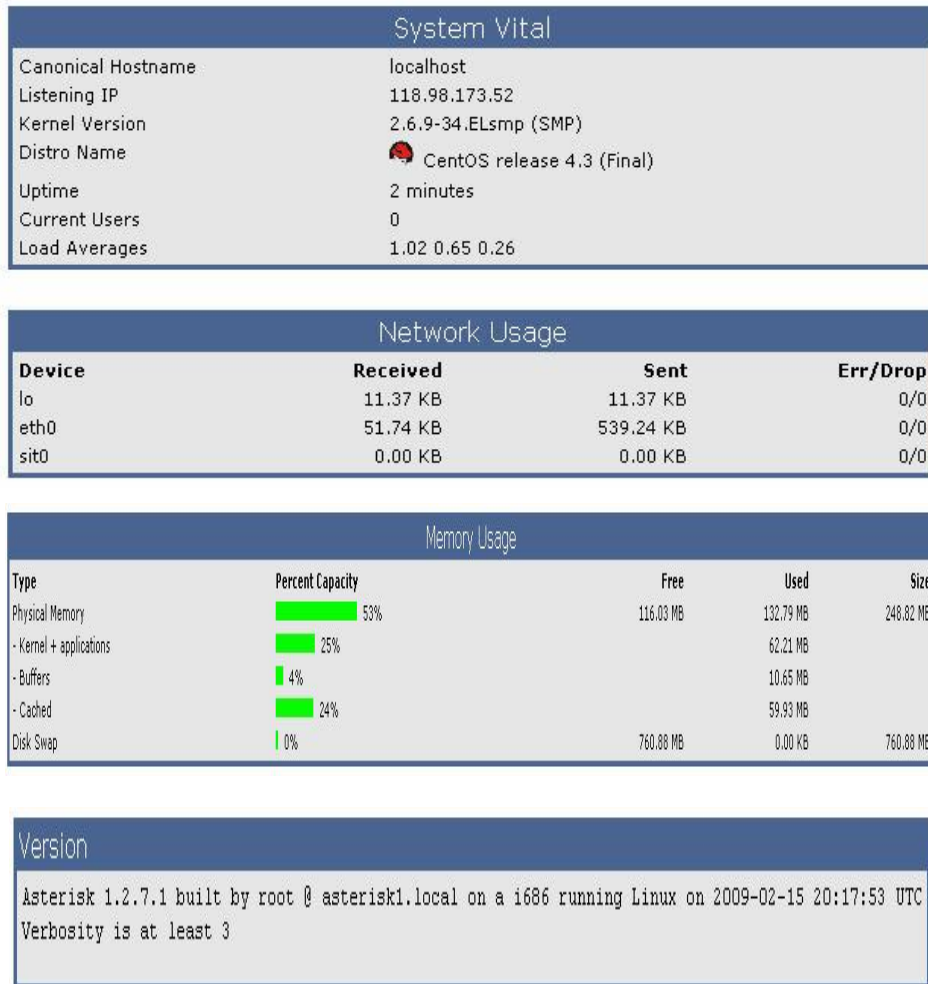 System Vital
Canonical Hostname localhost
Listening IP 118.98.173.52
Kernel Version 2.6.9-34.ELsmp (SMP)
Distro Name CentOS release 4.3 (Final)
Uptime 2 minutes
Current Users 0
Load Averages 1.02 0.65 0.26
Network Usage
Device Received Sent Err/Drop
lo 11.37 KB 11.37 KB 0/0
eth0 51.74 KB 539.24 KB 0/0
sit0 0.00 KB 0.00 KB 0/0
Memory Usage
Type Percent Capacity Free Used Size
Physical Memory 53% 116.03 MB 132.79 MB 248.82 MB
- Kernel + applications 25% 62.21 MB
- Buffers 4% 10.65 MB
- Cached 24% 59.93 MB
Disk Swap 0% 760.88 MB 0.00 KB 760.88 MB
Version
Asterisk 1.2.7.1 built by root @ asterisk1.local on a i686 running Linux on 2009-02-15 20:17:53 UTC
Verbosity is at least 3